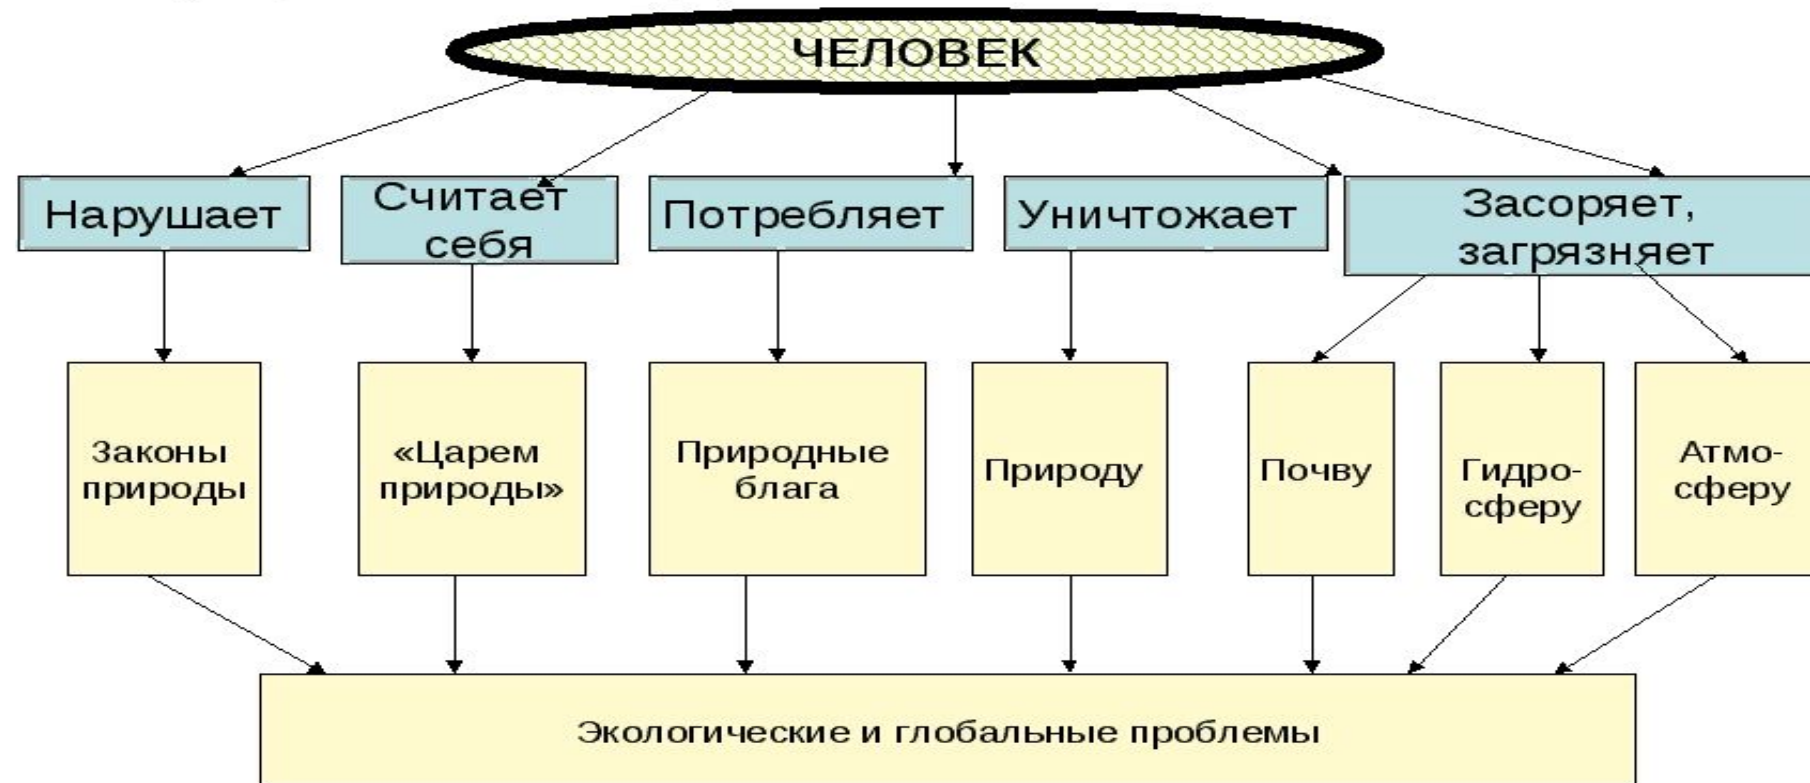 ЧЕЛОВЕК
Нарушает
Считает
себя
Потребляет
Уничтожает
Засоряет,
загрязняет
Законы
природы
«Царем
природы»
Природные
блага
Природу
Почву
Гидро-
сферу
Атмо-
сферу
Экологические и глобальные проблемы